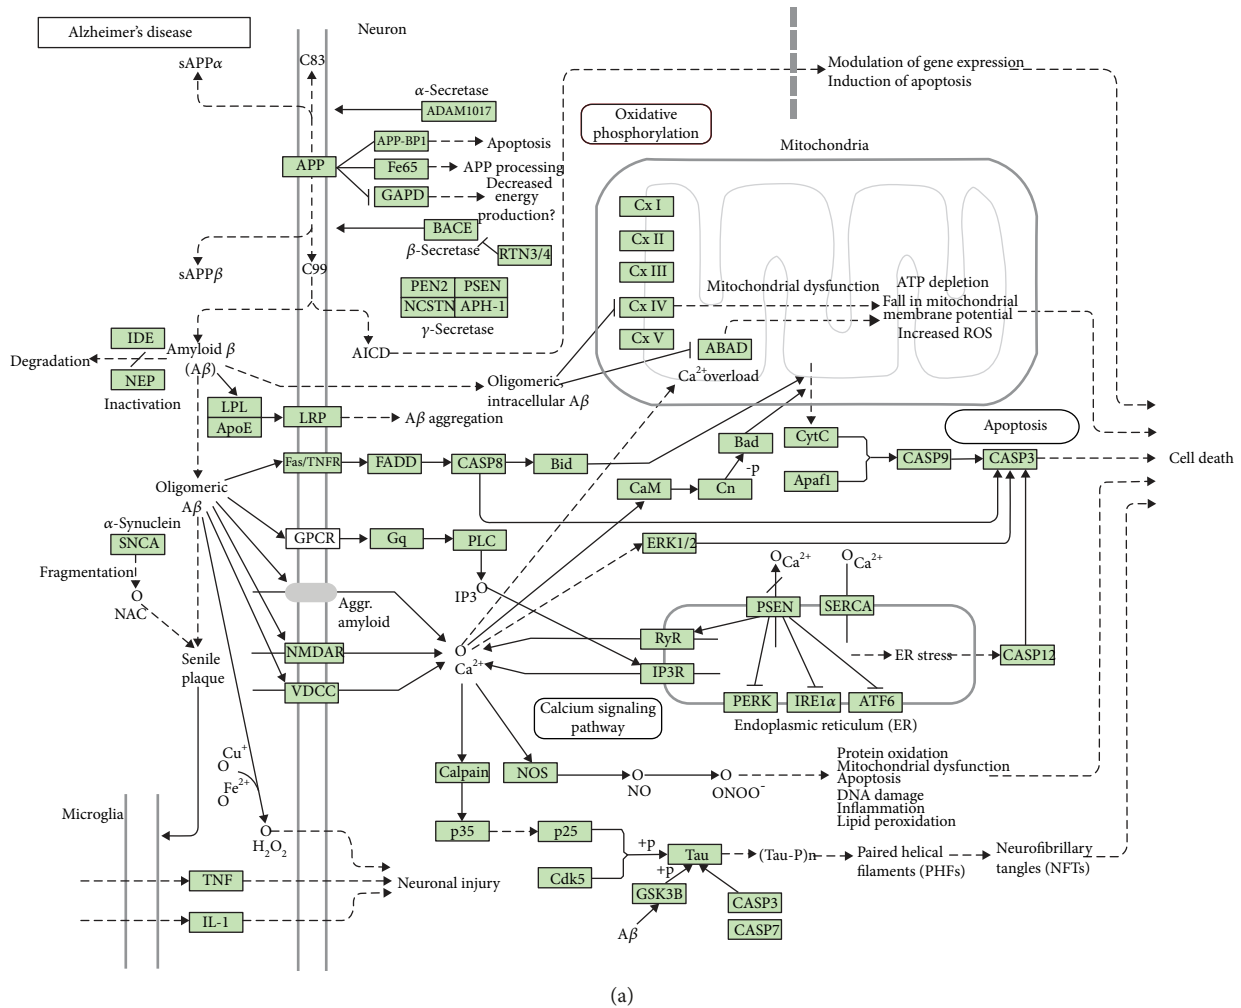 Alzheimer's disease
Neuron
sAPPα
C83
α-Secretase
ADAM1017
Modulation of gene expression
Induction of apoptosis
Oxidative
phosphorylation
Mitochondria
APP
APP-BP1
Apoptosis
Fe65
APP processing
GAPD
Decreased
energy
production?
BACE
β-Secretase
RTN3/4
sAPPβ
C99
PEN2
PSEN
NCSTN
APH-1
γ-Secretase
Cx I
Cx II
Cx III
Cx IV
Cx V
Mitochondrial dysfunction
ATP depletion
Fall in mitochondrial
membrane potential
Increased ROS
ABAD
Ca2+ overload
IDE
Degradation
NEP
Inactivation
Amyloid β
(Aβ)
AICD
Oligomeric
intracellular Aβ
LPL
ApoE
LRP
Aβ aggregation
Fas/TNFR
FADD
CASP8
Bid
Bad
-p
CaM
Cn
CytC
Apaf1
CASP9
CASP3
Apoptosis
Cell death
Oligomeric
Aβ
α-Synuclein
SNCA
Fragmentation
O
NAC
GPCR
Gq
PLC
IP3 O
ERK1/2
O Ca2+
O Ca2+
PSEN
SERCA
Aggr.
amyloid
NMDAR
VDCC
O
Ca2+
RyR
IP3R
ER stress
CASP12
PERK
IRE1α
ATF6
Endoplasmic reticulum (ER)
Calcium signaling
pathway
Senile
plaque
Cu+
O
Fe2+
O
O
H2O2
Microglia
Calpain
NOS
O
NO
O
ONOO-
Protein oxidation
Mitochondrial dysfunction
Apoptosis
DNA damage
Inflammation
Lipid peroxidation
p35
p25
Cdk5
+p
Tau
+p
(Tau-P)n
Paired helical
filaments (PHFs)
Neurofibrillary
tangles (NFTs)
GSK3B
Aβ
CASP3
CASP7
TNF
IL-1
Neuronal injury
(a)